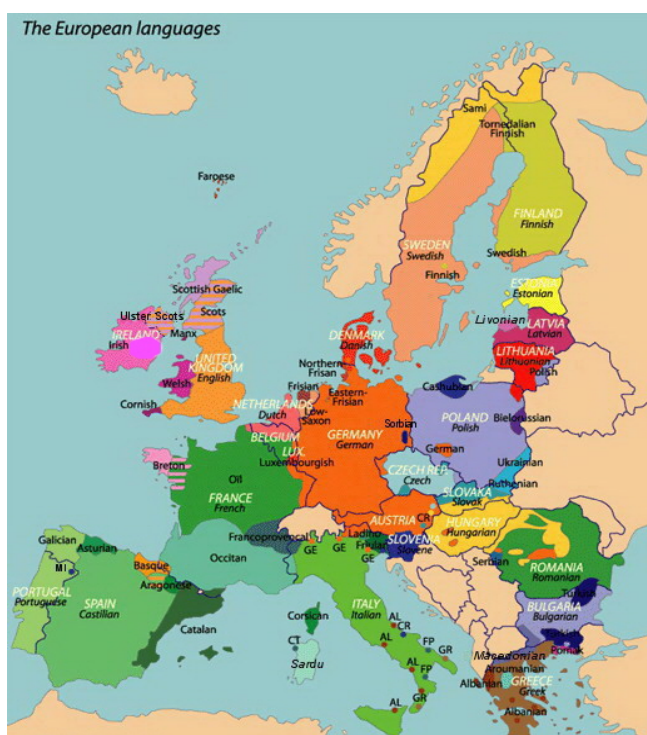 The European languages
Sami
Tornedalian
Finnish
Faroese
FINLAND
Finnish
SWEDEN
Swedish
Swedish
Finnish
Scottish Gaelic
ESTONIA
Estonian
Ulster Scots
Scots
Livonian
LATVIA
Latvian
IRELAND
Irish
Manx
DENMARK
Danish
LITHUANIA
Lithuanian
UNITED
KINGDOM
English
Northern-
Frisan
Polish
Welsh
Frisian
Eastern-
Frisian
Cashubian
Cornish
NETHERLANDS
Dutch
Low-
Saxon
POLAND
Polish
Bielorussian
BELGIUM
GERMANY
German
Sorbian
LUX.
German
Luxembourgish
Breton
Oïl
CZECH REP.
Czech
Ukrainian
Ruthenian
FRANCE
French
SLOVAKA
Slovak
AUSTRIA
CR
HUNGARY
Hungarian
Galician
Asturian
Francoprovencal
Ladino
Friulan
SLOVENIA
Slovene
GE
GE
GE
Occitan
MI
Basque
Serbian
ROMANIA
Romanian
Aragonese
PORTUGAL
Portuguese
SPAIN
Castillan
Turkish
Corsican
ITALY
Italian
BULGARIA
Bulgarian
Catalan
AL
CR
CT
Sardu
AL
FP
GR
AL
FP
Macedonian
Pomak
Aroumanian
Albanian
GREECE
Greek
AL
GR
Albanian